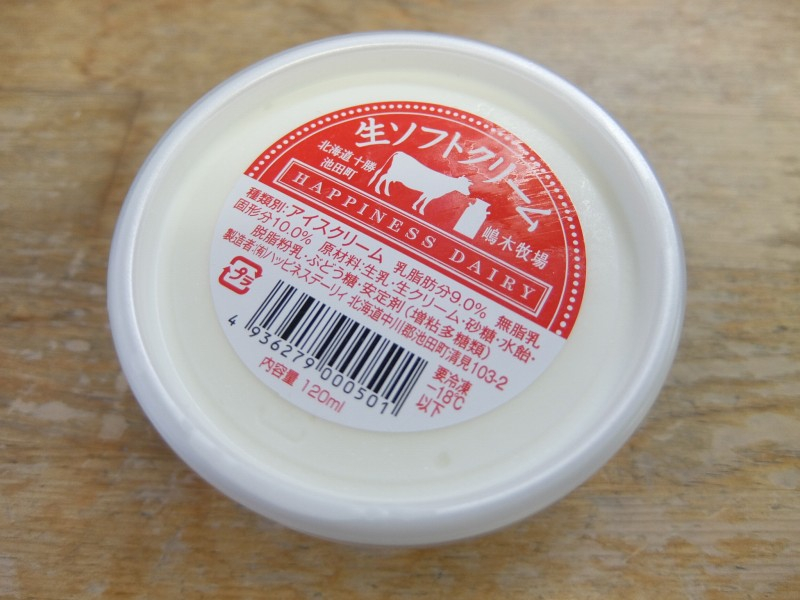 生ソフトクリーム
北海道十勝
池田町
嶋木牧場
HAPPINESS DAIRY
種類別:アイスクリーム 乳脂肪分9.0% 無脂乳
固形分10.0% 原材料:生乳・生クリーム・砂糖・水飴・
脱脂粉乳・ぶどう糖・安定剤(増粘多糖類)
製造者:㈲ハッピネスデーリィ 北海道中川郡池田町清見103-2
プラ
4 936279 000501
要冷凍
-18℃
以下
内容量 120ml